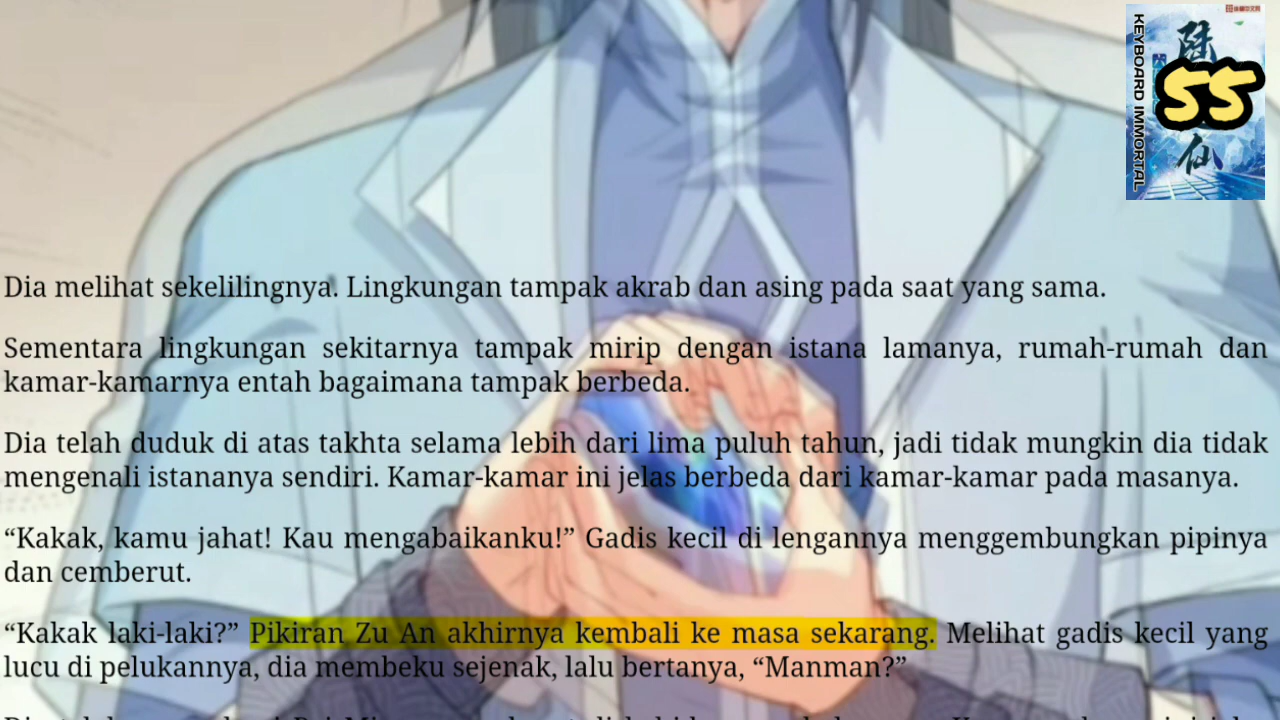 KEYBOARD IMMORTAL
陆
仙
55
Dia melihat sekelilingnya. Lingkungan tampak akrab dan asing pada saat yang sama.
Sementara lingkungan sekitarnya tampak mirip dengan istana lamanya, rumah-rumah dan
kamar-kamarnya entah bagaimana tampak berbeda.
Dia telah duduk di atas takhta selama lebih dari lima puluh tahun, jadi tidak mungkin dia tidak
mengenali istananya sendiri. Kamar-kamar ini jelas berbeda dari kamar-kamar pada masanya.
“Kakak, kamu jahat! Kau mengabaikanku!” Gadis kecil di lengannya menggembungkan pipinya
dan cemberut.
“Kakak laki-laki?” Pikiran Zu An akhirnya kembali ke masa sekarang. Melihat gadis kecil yang
lucu di pelukannya, dia membeku sejenak, lalu bertanya, “Manman?”